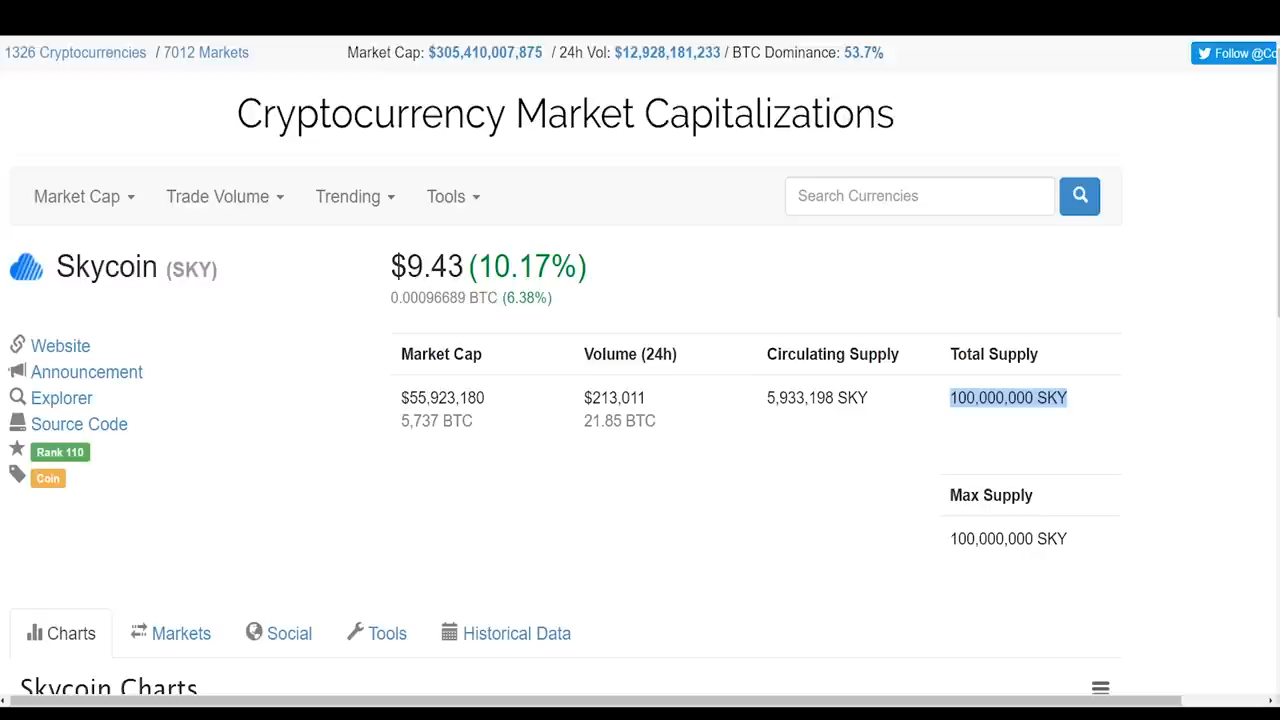 1326 Cryptocurrencies / 7012 Markets Market Cap: $305,410,007,875 / 24h Vol: $12,928,181,233 / BTC Dominance: 53.7% Follow @Co
Cryptocurrency Market Capitalizations
Market Cap Trade Volume Trending Tools Search Currencies
Skycoin (SKY) $9.43 (10.17%)
0.00096689 BTC (6.38%)
Website
Announcement
Explorer
Source Code
Rank 110
Coin
Market Cap Volume (24h) Circulating Supply Total Supply
$55,923,180 $213,011 5,933,198 SKY 100,000,000 SKY
5,737 BTC 21.85 BTC
Max Supply
100,000,000 SKY
Charts Markets Social Tools Historical Data
Skycoin Charts